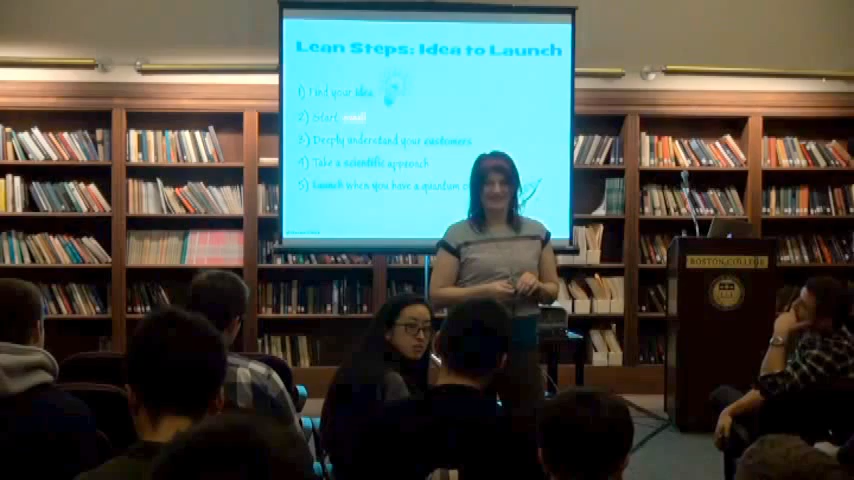 Lean Steps: Idea to Launch
1) Find your idea
2) Start small
3) Deeply understand your customers
4) Take a scientific approach
5) Launch when you have a quantum
BOSTON COLLEGE